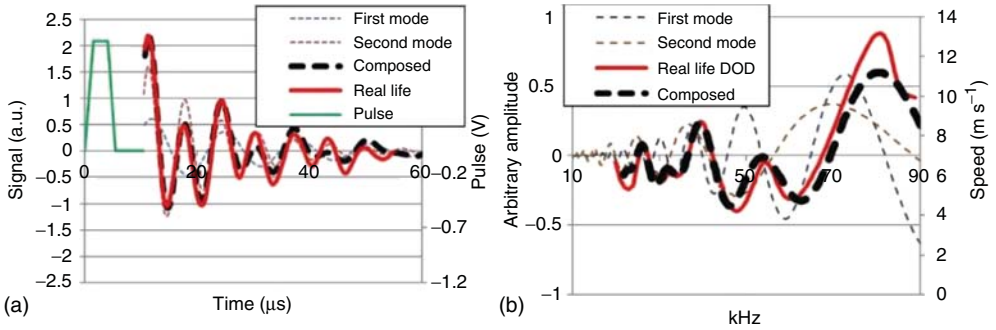 First mode
Second mode
Composed
Real life
Pulse
2.5
2
1.5
1
0.5
0
−0.5
−1
−1.5
−2
−2.5
Signal (a.u.)
0
20
40
60
Time (μs)
−0.2
−0.7
−1.2
Pulse (V)
(a)
First mode
Second mode
Real life DOD
Composed
1
0.5
0
−0.5
−1
Arbitrary amplitude
10
30
50
70
90
kHz
14
12
10
8
6
4
2
0
Speed (m s⁻¹)
(b)